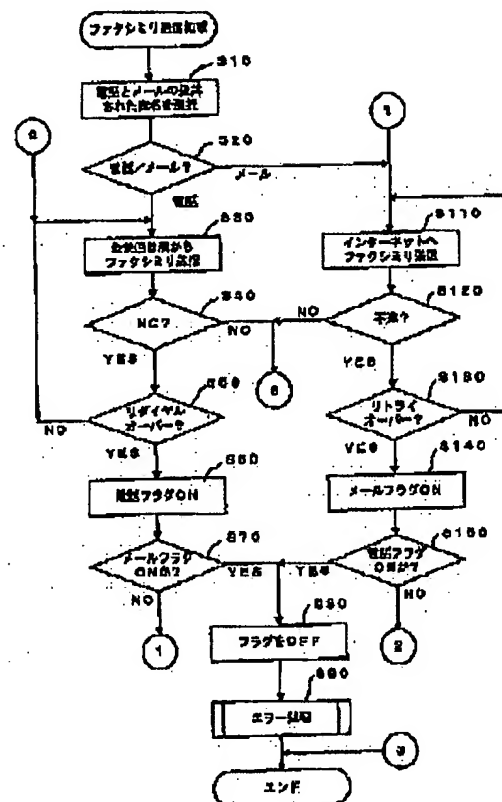 ファクシミリ送信処理
S10
電話とメールの
された宛名を選択
S20
電話/メール?
メール
電話
S30
から
ファクシミリ送信
S40
NG?
NO
YES
リダイヤル
オーバー?
NO
YES
S60
電話フラグON
S70
メールフラグ
ONか?
YES
NO
1
2
1
S110
インターネットへ
ファクシミリ送信
S120
不達?
NO
YES
3
S130
リトライ
オーバー?
NO
YES
S140
メールフラグON
S150
電話フラグ
ONか?
YES
NO
2
S80
フラグをOFF
S90
エラー処理
3
エンド